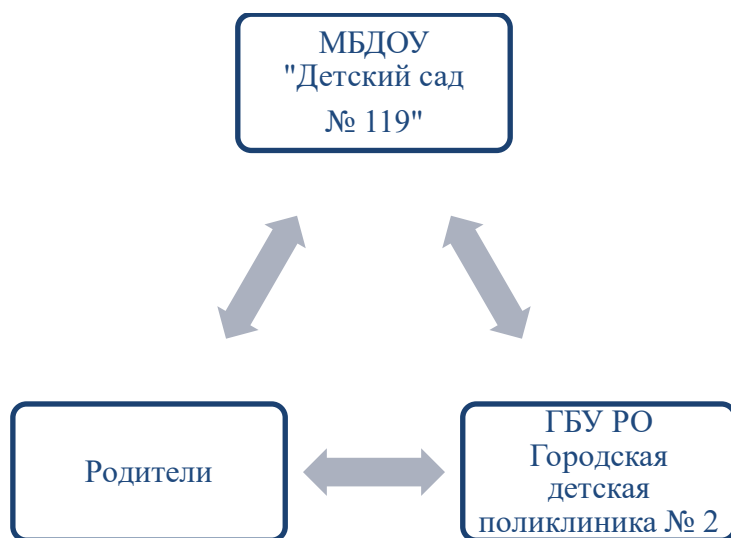 МБДОУ
"Детский сад
№ 119"
Родители
ГБУ РО
Городская
детская
поликлиника № 2